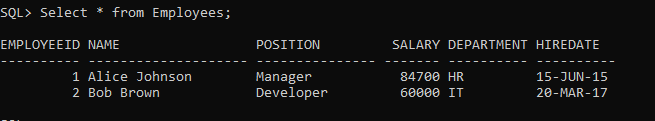 SQL> Select * from Employees;
EMPLOYEEID NAME                 POSITION            SALARY DEPARTMENT HIREDATE
---------- -------------------- --------------- ---------- ---------- ---------
         1 Alice Johnson        Manager              84700 HR         15-JUN-15
         2 Bob Brown            Developer            60000 IT         20-MAR-17